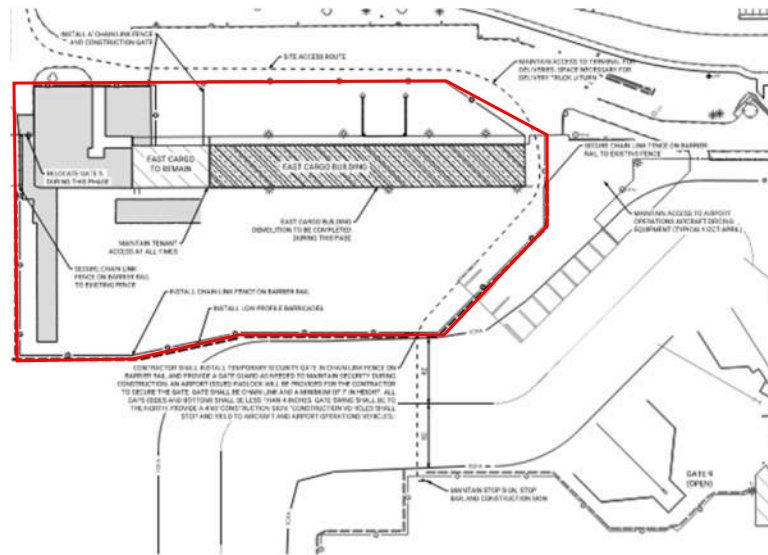 INSTALL 6' CHAIN LINK FENCE
AND CONSTRUCTION GATE
SITE ACCESS ROUTE
MAINTAIN ACCESS TO TERMINAL FOR
DELIVERIES, SPACE NECESSARY FOR
DELIVERY TRUCK U-TURN
SECURE CHAIN LINK FENCE ON BARRIER
RAIL TO EXISTING FENCE
EAST CARGO
TO REMAIN
EAST CARGO BUILDING
RELOCATE GATE 5
DURING THIS PHASE
MAINTAIN ACCESS TO AIRPORT
OPERATIONS AIRCRAFT DEICING
EQUIPMENT (TYPICALLY OCT-APRIL)
EAST CARGO BUILDING
DEMOLITION TO BE COMPLETED
DURING THIS PHASE
MAINTAIN TENANT
ACCESS AT ALL TIMES
SECURE CHAIN LINK
FENCE ON BARRIER RAIL
TO EXISTING FENCE
INSTALL CHAIN LINK FENCE ON BARRIER RAIL
INSTALL LOW-PROFILE BARRICADES
CONTRACTOR SHALL INSTALL TEMPORARY SECURITY GATE IN CHAIN LINK FENCE ON
BARRIER RAIL AND PROVIDE A GATE GUARD AS NEEDED TO MAINTAIN SECURITY DURING
CONSTRUCTION. AN AIRPORT ISSUED PADLOCK WILL BE PROVIDED FOR THE CONTRACTOR
TO SECURE THE GATE. GATE SHALL BE CHAIN LINK AND A MINIMUM OF 7' IN HEIGHT. ALL
GAPS (SIDES AND BOTTOM) SHALL BE LESS THAN 4 INCHES. GATE SWING SHALL BE TO
THE NORTH. PROVIDE A 4'X4' CONSTRUCTION SIGN "CONSTRUCTION VEHICLES SHALL
STOP AND YIELD TO AIRCRAFT AND AIRPORT OPERATIONS VEHICLES."
MAINTAIN STOP SIGN, STOP
BAR, AND CONSTRUCTION SIGN
GATE 9
(OPEN)